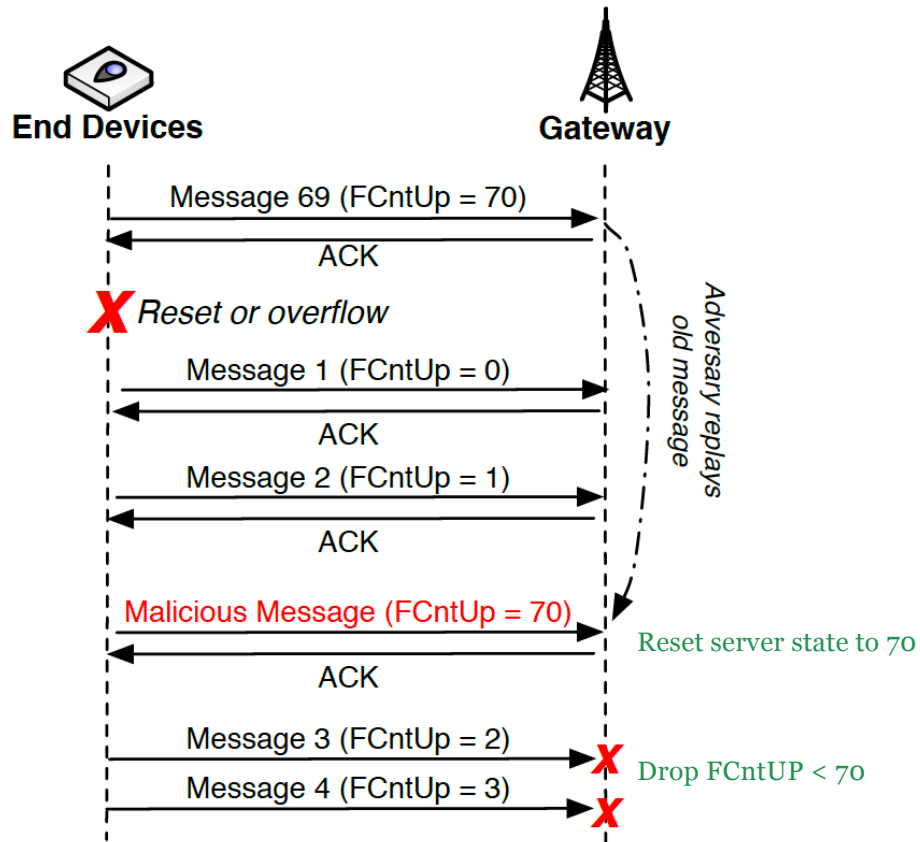 End Devices
Gateway
Message 69 (FCntUp = 70)
ACK
Reset or overflow
Adversary replays
old message
Message 1 (FCntUp = 0)
ACK
Message 2 (FCntUp = 1)
ACK
Malicious Message (FCntUp = 70)
Reset server state to 70
ACK
Message 3 (FCntUp = 2)
Drop FCntUP < 70
Message 4 (FCntUp = 3)